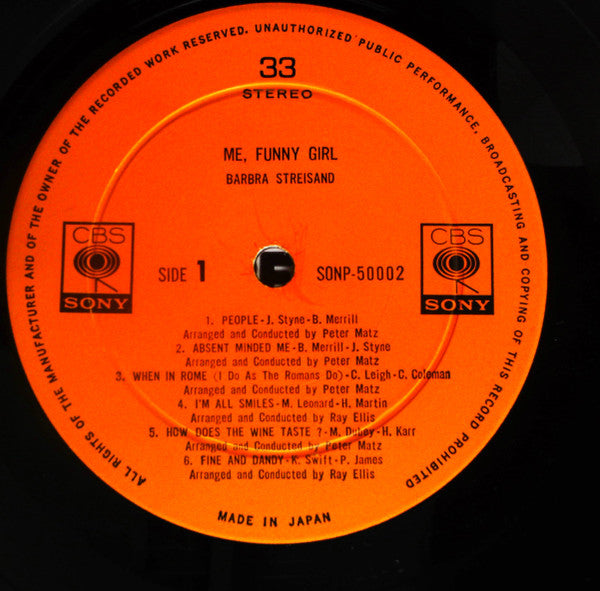 ALL RIGHTS OF THE MANUFACTURER AND OF THE OWNER OF THE RECORDED WORK RESERVED. UNAUTHORIZED PUBLIC PERFORMANCE, BROADCASTING AND COPYING OF THIS RECORD PROHIBITED
33
STEREO
ME, FUNNY GIRL
BARBRA STREISAND
CBS
SONY
CBS
SONY
SIDE 1
SONP-50002
1. PEOPLE-J. Styne-B. Merrill
Arranged and Conducted by Peter Matz
2. ABSENT MINDED ME-B. Merrill-J. Styne
Arranged and Conducted by Peter Matz
3. WHEN IN ROME (I Do As The Romans Do)-C. Leigh-C. Coleman
Arranged and Conducted by Peter Matz
4. I'M ALL SMILES-M. Leonard-H. Martin
Arranged and Conducted by Ray Ellis
5. HOW DOES THE WINE TASTE ?-M. Dubey-H. Karr
Arranged and Conducted by Peter Matz
6. FINE AND DANDY-K. Swift-P. James
Arranged and Conducted by Ray Ellis
MADE IN JAPAN